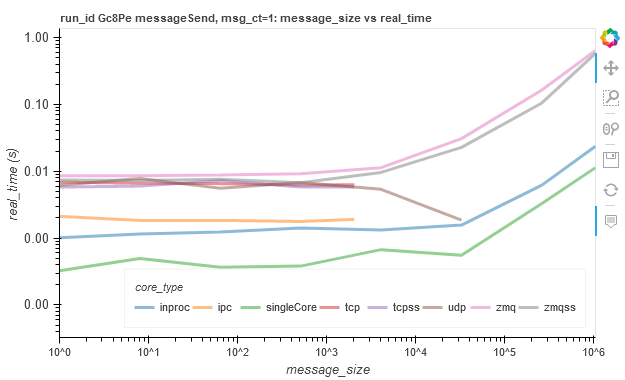 run_id Gc8Pe messageSend, msg_ct=1: message_size vs real_time
1.00
0.10
0.01
0.00
0.00
real_time (s)
core_type
inproc ipc singleCore tcp tcpss udp zmq zmqss
10^0 10^1 10^2 10^3 10^4 10^5 10^6
message_size